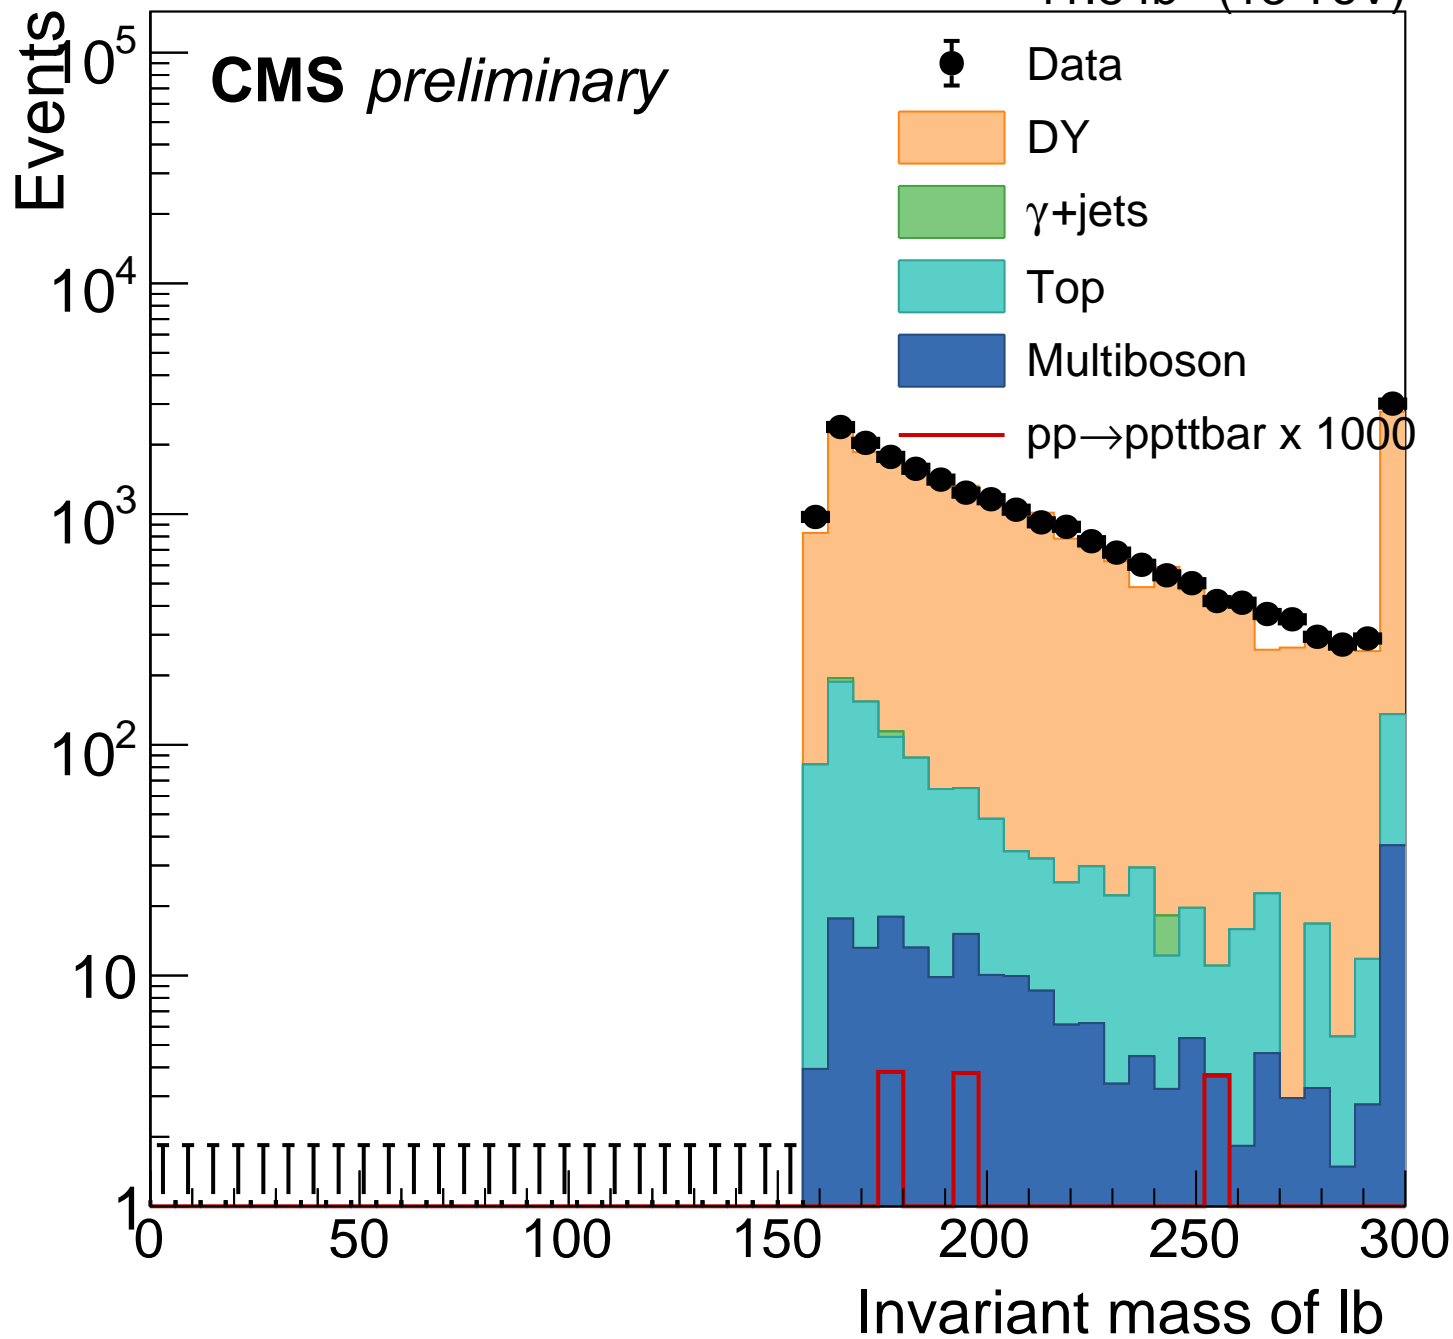 CMS preliminary
Data
DY
γ+jets
Top
Multiboson
pp→ppttbar x 1000
Events
10^5
10^4
10^3
10^2
10
1
0 50 100 150 200 250 300
Invariant mass of lb